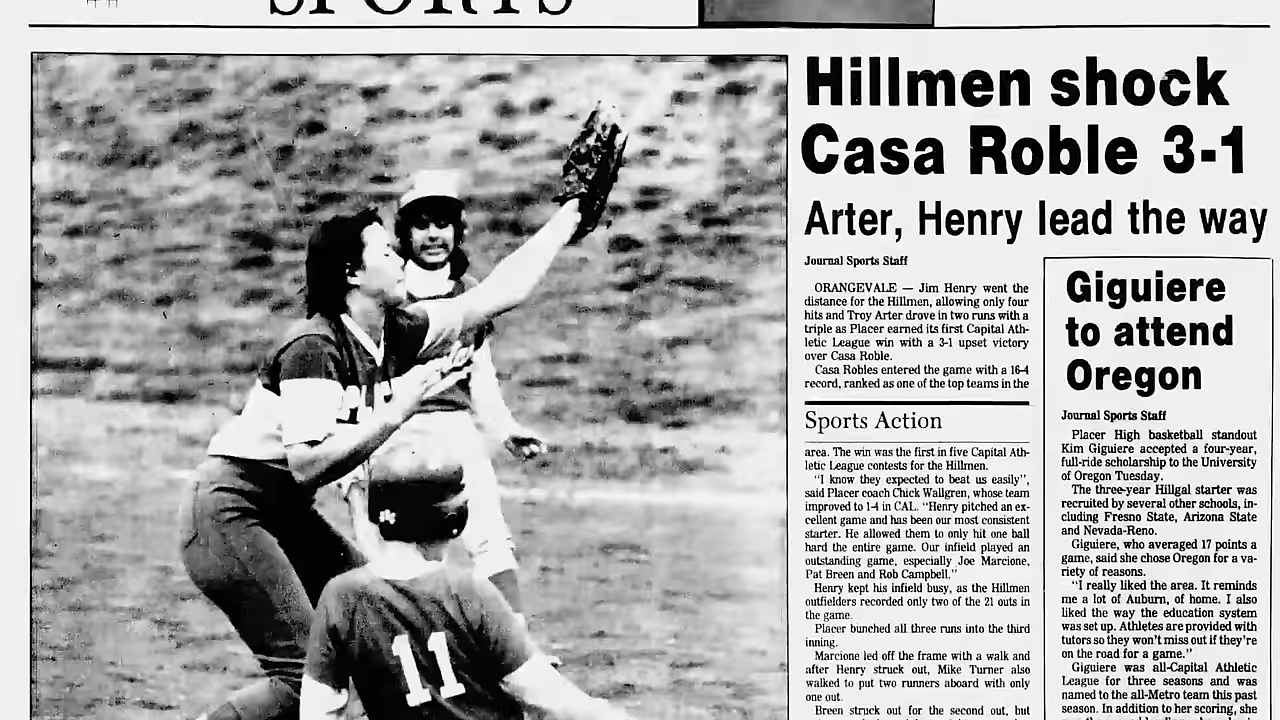 SPORTS
Hillmen shock
Casa Roble 3-1
Arter, Henry lead the way
Journal Sports Staff
ORANGEVALE — Jim Henry went the
distance for the Hillmen, allowing only four
hits and Troy Arter drove in two runs with a
triple as Placer earned its first Capital Ath-
letic League win with a 3-1 upset victory
over Casa Roble.
Casa Robles entered the game with a 16-4
record, ranked as one of the top teams in the
Sports Action
area. The win was the first in five Capital Ath-
letic League contests for the Hillmen.
"I know they expected to beat us easily",
said Placer coach Chick Wallgren, whose team
improved to 1-4 in CAL. "Henry pitched an ex-
cellent game and has been our most consistent
starter. He allowed them to only hit one ball
hard the entire game. Our infield played an
outstanding game, especially Joe Marcione,
Pat Breen and Rob Campbell."
Henry kept his infield busy, as the Hillmen
outfielders recorded only two of the 21 outs in
the game.
Placer bunched all three runs into the third
inning.
Marcione led off the frame with a walk and
after Henry struck out, Mike Turner also
walked to put two runners aboard with only
one out.
Breen struck out for the second out, but
Giguiere
to attend
Oregon
Journal Sports Staff
Placer High basketball standout
Kim Giguiere accepted a four-year,
full-ride scholarship to the University
of Oregon Tuesday.
The three-year Hillgal starter was
recruited by several other schools, in-
cluding Fresno State, Arizona State
and Nevada-Reno.
Giguiere, who averaged 17 points a
game, said she chose Oregon for a va-
riety of reasons.
"I really liked the area. It reminds
me a lot of Auburn, of home. I also
liked the way the education system
was set up. Athletes are provided with
tutors so they won't miss out if they're
on the road for a game."
Giguiere was all-Capital Athletic
League for three seasons and was
named to the all-Metro team this past
season. In addition to her scoring, she
11